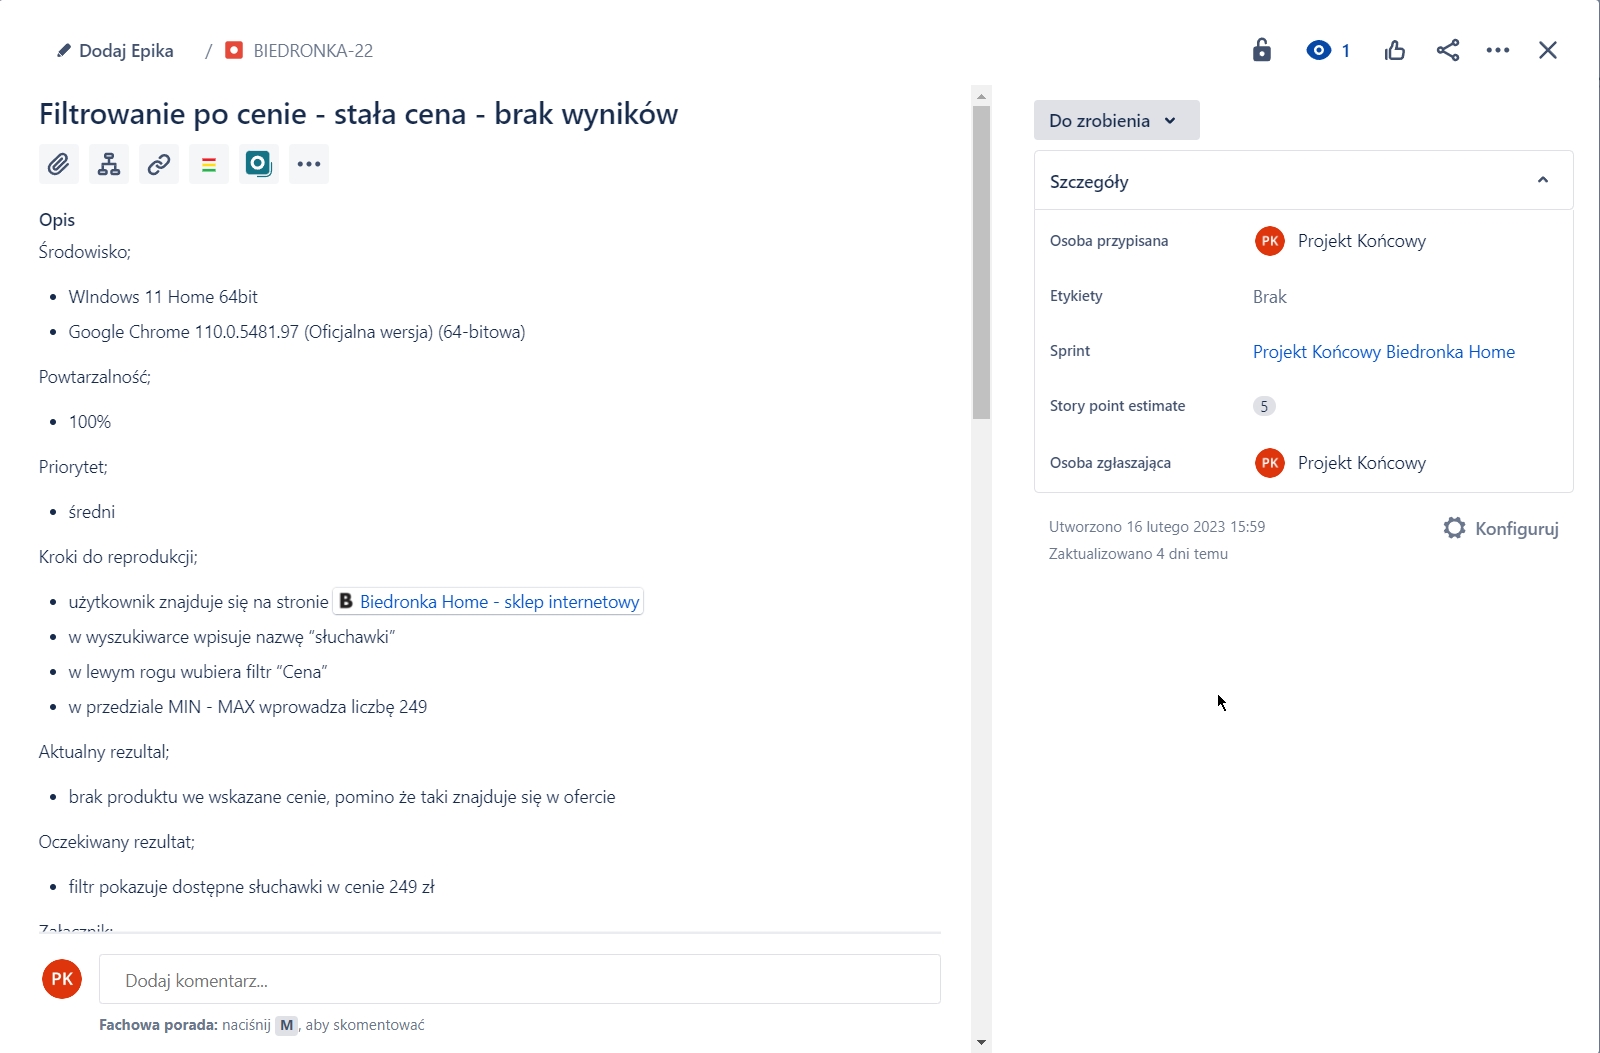 Dodaj Epika / BIEDRONKA-22
1
Filtrowanie po cenie - stała cena - brak wyników
Opis
Środowisko;
WIndows 11 Home 64bit
Google Chrome 110.0.5481.97 (Oficjalna wersja) (64-bitowa)
Powtarzalność;
100%
Priorytet;
średni
Kroki do reprodukcji;
użytkownik znajduje się na stronie B Biedronka Home - sklep internetowy
w wyszukiwarce wpisuje nazwę “słuchawki”
w lewym rogu wubiera filtr “Cena”
w przedziale MIN - MAX wprowadza liczbę 249
Aktualny rezultal;
brak produktu we wskazane cenie, pomino że taki znajduje się w ofercie
Oczekiwany rezultat;
filtr pokazuje dostępne słuchawki w cenie 249 zł
Załącznik;
PK Dodaj komentarz...
Fachowa porada: naciśnij M, aby skomentować
Do zrobienia
Szczegóły
Osoba przypisana PK Projekt Końcowy
Etykiety Brak
Sprint Projekt Końcowy Biedronka Home
Story point estimate 5
Osoba zgłaszająca PK Projekt Końcowy
Utworzono 16 lutego 2023 15:59
Konfiguruj
Zaktualizowano 4 dni temu